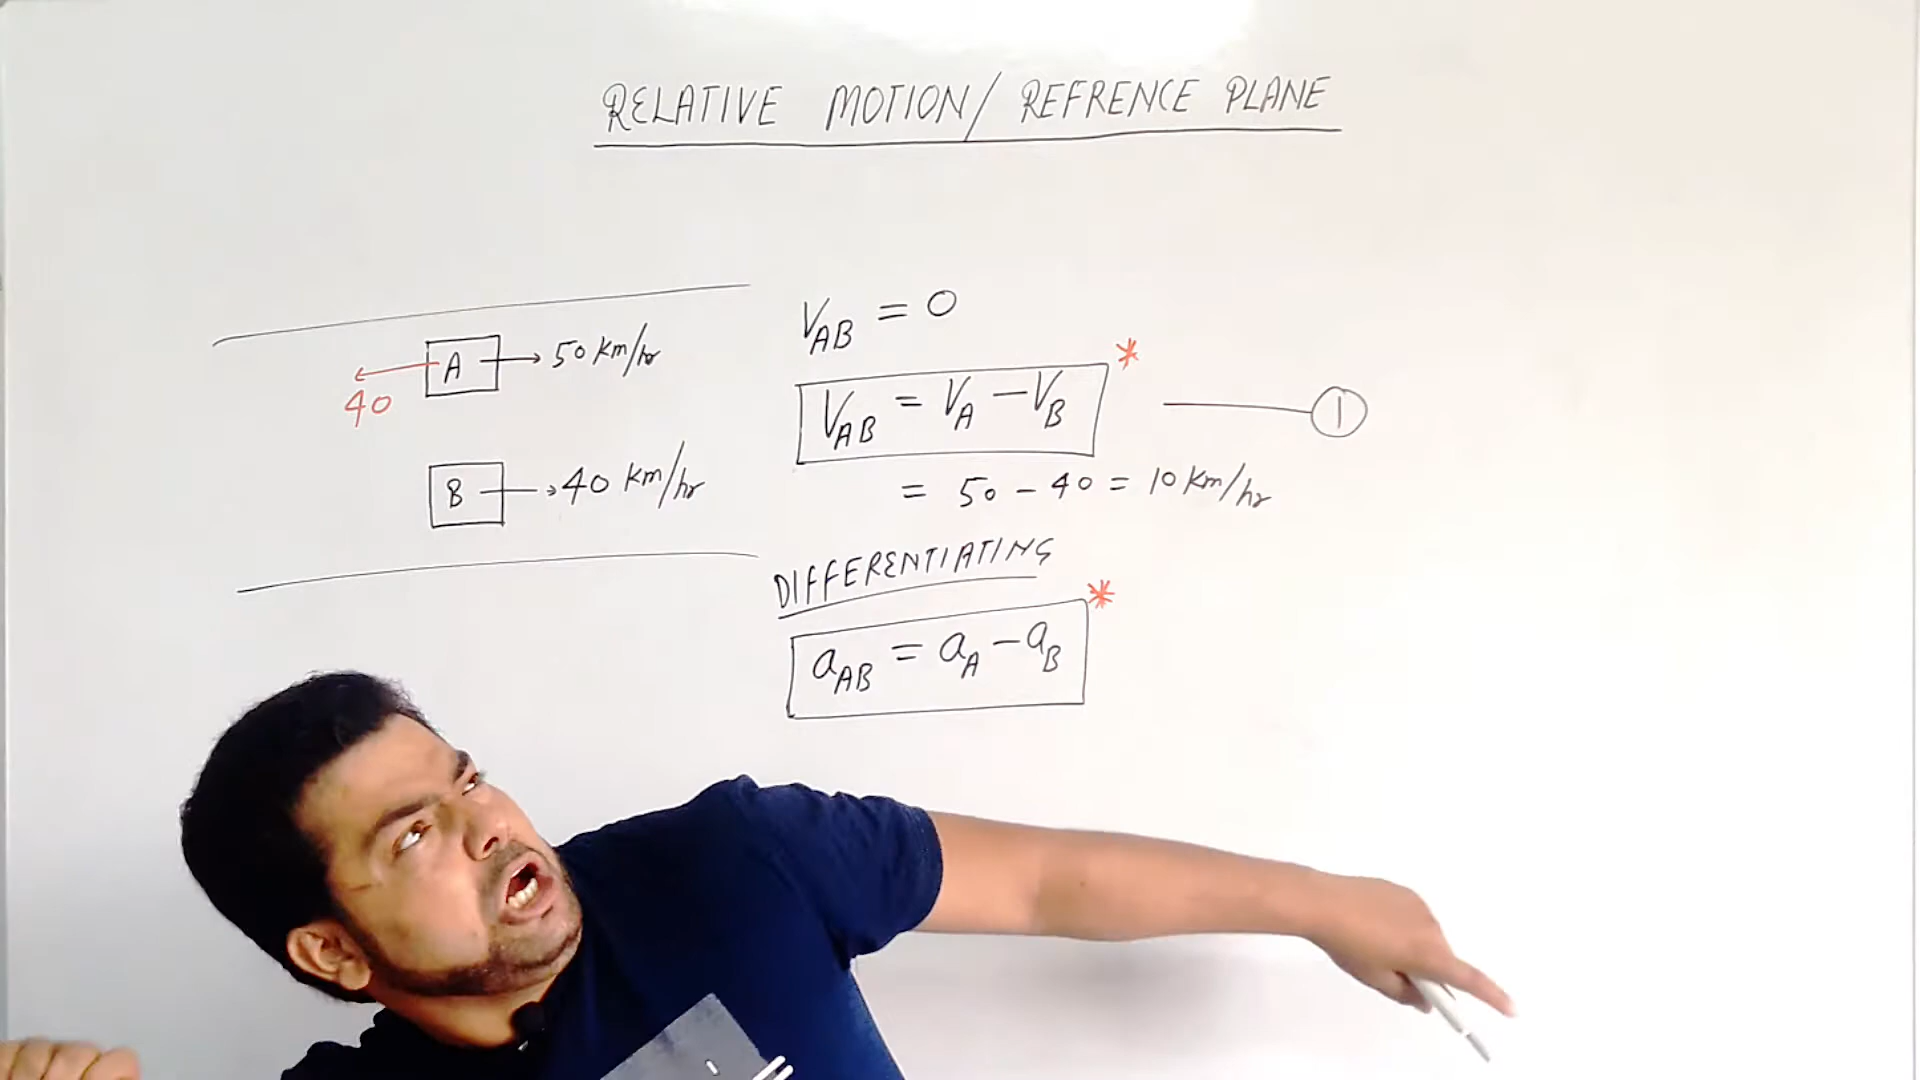 RELATIVE MOTION/ REFRENCE PLANE
A → 50 km/hr
40
B → 40 km/hr
V_AB = 0
V_AB = V_A − V_B *
1
= 50 − 40 = 10 km/hr
DIFFERENTIATING
a_AB = a_A − a_B *